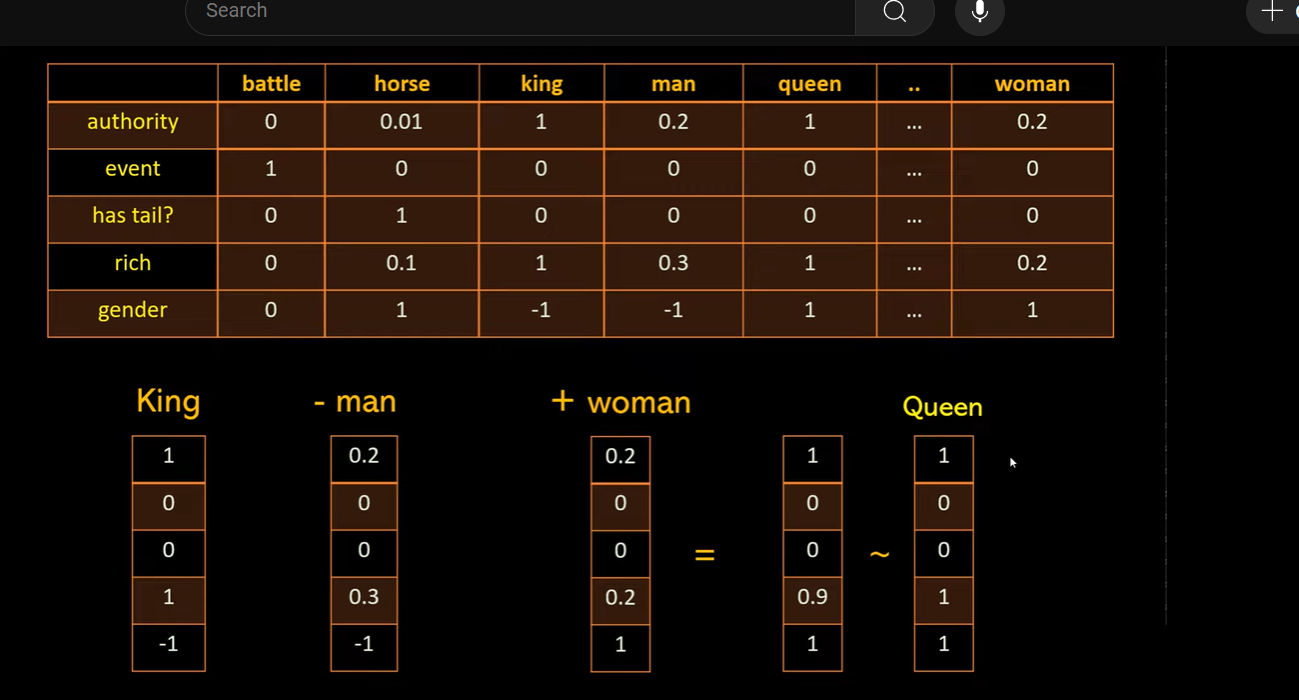 Search
battle horse king man queen .. woman
authority 0 0.01 1 0.2 1 ... 0.2
event 1 0 0 0 0 ... 0
has tail? 0 1 0 0 0 ... 0
rich 0 0.1 1 0.3 1 ... 0.2
gender 0 1 -1 -1 1 ... 1
King - man + woman Queen
1 0.2 0.2 1 1
0 0 0 0 0
0 0 0 = 0 ~ 0
1 0.3 0.2 0.9 1
-1 -1 1 1 1